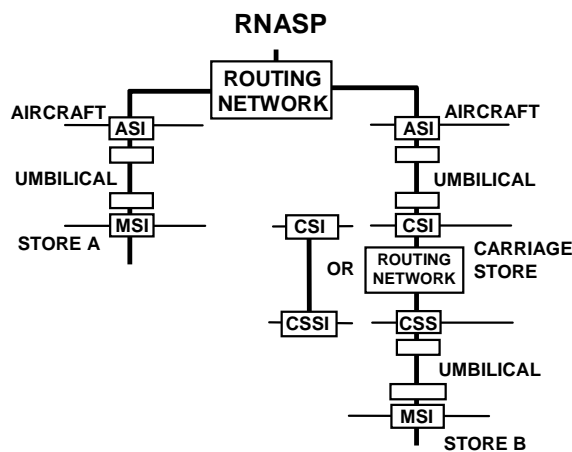 RNASP
ROUTING
NETWORK
AIRCRAFT
AIRCRAFT
ASI
ASI
UMBILICAL
UMBILICAL
MSI
CSI
CSI
STORE A
CARRIAGE
STORE
OR
ROUTING
NETWORK
CSSI
CSS
UMBILICAL
MSI
STORE B